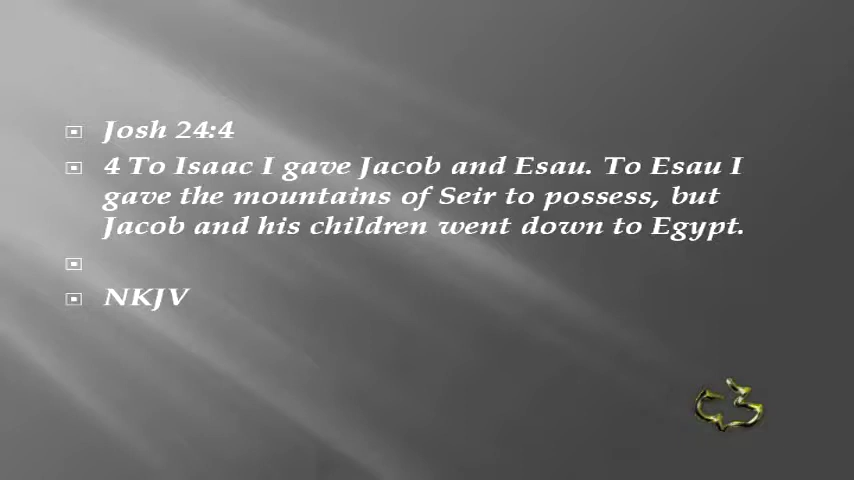 Josh 24:4
4 To Isaac I gave Jacob and Esau. To Esau I
gave the mountains of Seir to possess, but
Jacob and his children went down to Egypt.
NKJV
C3